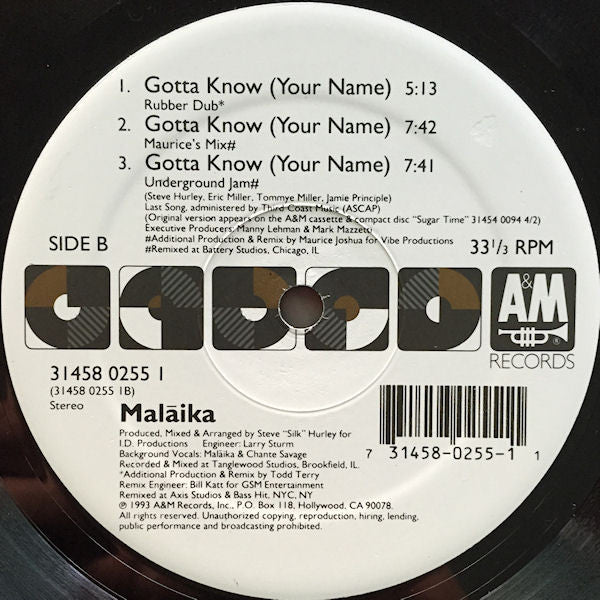 1. Gotta Know (Your Name) 5:13
Rubber Dub*
2. Gotta Know (Your Name) 7:42
Maurice's Mix#
3. Gotta Know (Your Name) 7:41
Underground Jam#
(Steve Hurley, Eric Miller, Tommye Miller, Jamie Principle)
Last Song, administered by Third Coast Music (ASCAP)
(Original version appears on the A&M cassette & compact disc "Sugar Time" 31454 0094 4/2)
Executive Producers: Manny Lehman & Mark Mazzetti
#Additional Production & Remix by Maurice Joshua for Vibe Productions
#Remixed at Battery Studios, Chicago, IL
SIDE B
33 1/3 RPM
A&M
®
RECORDS
31458 0255 1
(31458 0255 1B)
Stereo
Malāika
Produced, Mixed & Arranged by Steve "Silk" Hurley for
I.D. Productions Engineer: Larry Sturm
Background Vocals: Malāika & Chante Savage
Recorded & Mixed at Tanglewood Studios, Brookfield, IL.
*Additional Production & Remix by Todd Terry
Remix Engineer: Bill Katt for GSM Entertainment
Remixed at Axis Studios & Bass Hit, NYC, NY
℗ 1993 A&M Records, Inc., P.O. Box 118, Hollywood, CA 90078.
All rights reserved. Unauthorized copying, reproduction, hiring, lending,
public performance and broadcasting prohibited.
7 31458-0255-1 1